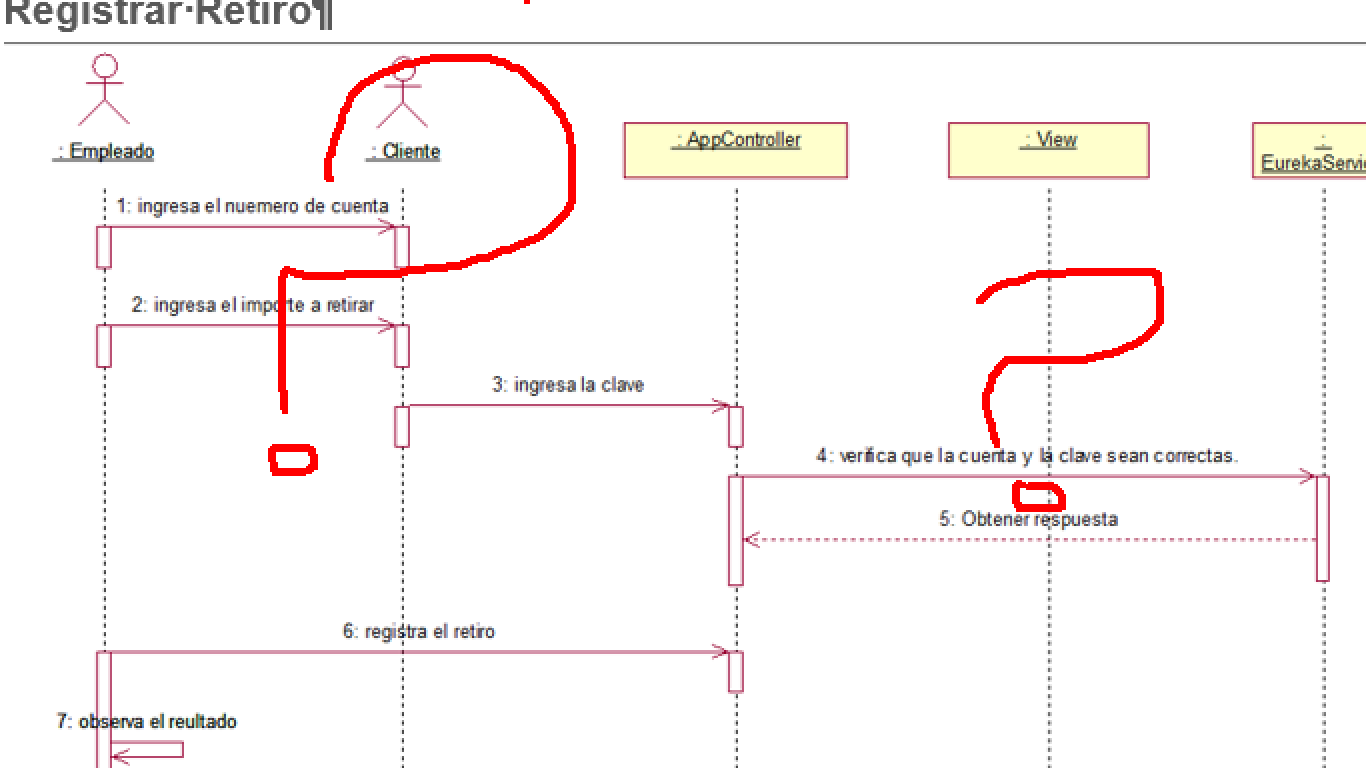 Registrar·Retiro¶
: Empleado
: Cliente
: AppController
: View
:
EurekaServi
1: ingresa el nuemero de cuenta
2: ingresa el importe a retirar
3: ingresa la clave
4: verifica que la cuenta y la clave sean correctas.
5: Obtener respuesta
6: registra el retiro
7: observa el reultado